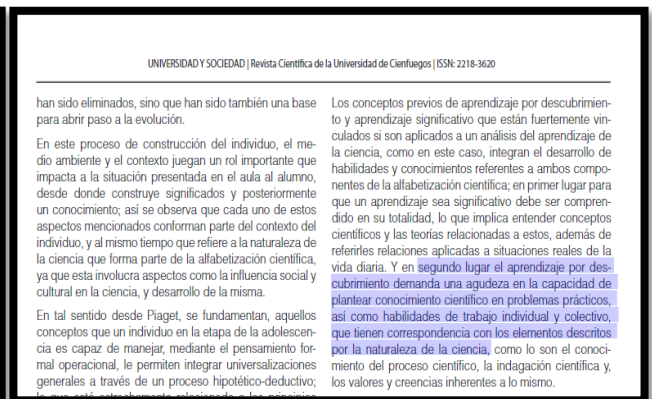 UNIVERSIDAD Y SOCIEDAD | Revista Científica de la Universidad de Cienfuegos | ISSN: 2218-3620
han sido eliminados, sino que han sido también una base
para abrir paso a la evolución.
En este proceso de construcción del individuo, el me-
dio ambiente y el contexto juegan un rol importante que
impacta a la situación presentada en el aula al alumno,
desde donde construye significados y posteriormente
un conocimiento; así se observa que cada uno de estos
aspectos mencionados conforman parte del contexto del
individuo, y al mismo tiempo que refiere a la naturaleza de
la ciencia que forma parte de la alfabetización científica,
ya que esta involucra aspectos como la influencia social y
cultural en la ciencia, y desarrollo de la misma.
En tal sentido desde Piaget, se fundamentan, aquellos
conceptos que un individuo en la etapa de la adolescen-
cia es capaz de manejar, mediante el pensamiento for-
mal operacional, le permiten integrar universalizaciones
generales a través de un proceso hipotético-deductivo;
Los conceptos previos de aprendizaje por descubrimien-
to y aprendizaje significativo que están fuertemente vin-
culados si son aplicados a un análisis del aprendizaje de
la ciencia, como en este caso, integran el desarrollo de
habilidades y conocimientos referentes a ambos compo-
nentes de la alfabetización científica; en primer lugar para
que un aprendizaje sea significativo debe ser compren-
dido en su totalidad, lo que implica entender conceptos
científicos y las teorías relacionadas a estos, además de
referirles relaciones aplicadas a situaciones reales de la
vida diaria. Y en segundo lugar el aprendizaje por des-
cubrimiento demanda una agudeza en la capacidad de
plantear conocimiento científico en problemas prácticos,
así como habilidades de trabajo individual y colectivo,
que tienen correspondencia con los elementos descritos
por la naturaleza de la ciencia, como lo son el conoci-
miento del proceso científico, la indagación científica y,
los valores y creencias inherentes a lo mismo.